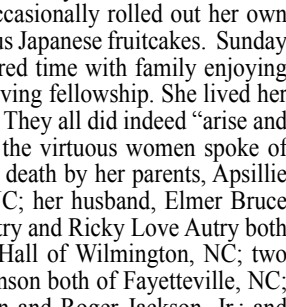 ccasionally rolled out her own
us Japanese fruitcakes. Sunday
red time with family enjoying
ving fellowship. She lived her
They all did indeed “arise and
the virtuous women spoke of
death by her parents, Apsillie
C; her husband, Elmer Bruce
try and Ricky Love Autry both
Hall of Wilmington, NC; two
nson both of Fayetteville, NC;
n and Roger Jackson, Jr.; and